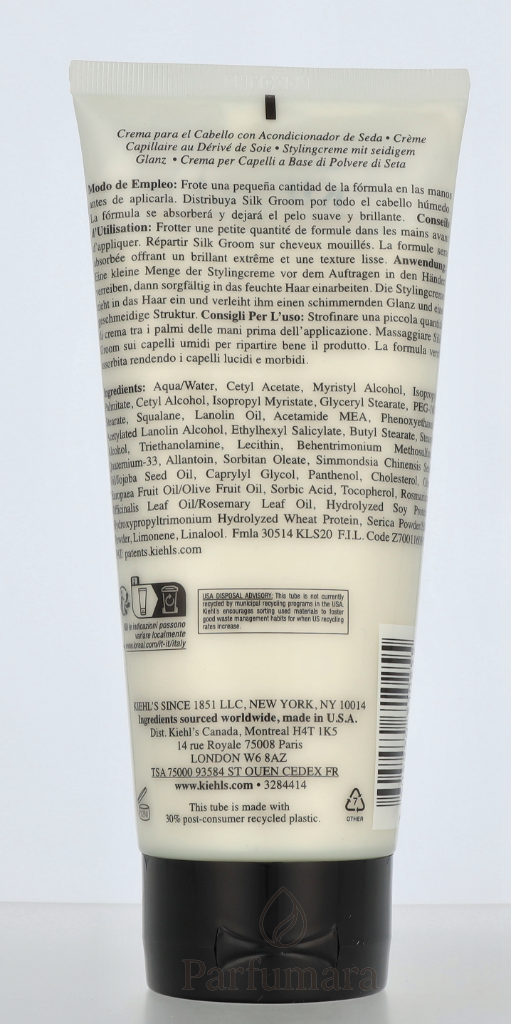 Crema para el Cabello con Acondicionador de Seda • Crème
Capillaire au Dérivé de Soie • Stylingcreme mit seidigem
Glanz • Crema per Capelli a Base di Polvere di Seta
Modo de Empleo: Frote una pequeña cantidad de la fórmula en las manos
antes de aplicarla. Distribuya Silk Groom por todo el cabello húmedo
La fórmula se absorberá y dejará el pelo suave y brillante. Conseils
d'Utilisation: Frotter une petite quantité de formule dans les mains avant
d'appliquer. Répartir Silk Groom sur cheveux mouillés. La formule sera
absorbée offrant un brillant extrême et une texture lisse. Anwendung
Eine kleine Menge der Stylingcreme vor dem Auftragen in den Händen
verreiben, dann sorgfältig in das feuchte Haar einarbeiten. Die Stylingcreme
zieht in das Haar ein und verleiht ihm einen schimmernden Glanz und eine
geschmeidige Struktur. Consigli Per L'uso: Strofinare una piccola
di crema tra i palmi delle mani prima dell'applicazione. Massaggiare
Groom sui capelli umidi per ripartire bene il prodotto. La formula
assorbita rendendo i capelli lucidi e morbidi.
Ingredients: Aqua/Water, Cetyl Acetate, Myristyl Alcohol, Isopropyl
Palmitate, Cetyl Alcohol, Isopropyl Myristate, Glyceryl Stearate,
Stearate, Squalane, Lanolin Oil, Acetamide MEA, Phenoxyethanol
Acetylated Lanolin Alcohol, Ethylhexyl Salicylate, Butyl Stearate,
Alcohol, Triethanolamine, Lecithin, Behentrimonium
Quaternium-33, Allantoin, Sorbitan Oleate, Simmondsia Chinensis
Oil/Jojoba Seed Oil, Caprylyl Glycol, Panthenol, Cholesterol,
Europaea Fruit Oil/Olive Fruit Oil, Sorbic Acid, Tocopherol,
Officinalis Leaf Oil/Rosemary Leaf Oil, Hydrolyzed Soy
Hydroxypropyltrimonium Hydrolyzed Wheat Protein, Serica Powder
Powder, Limonene, Linalool. Fmla 30514 KLS20 F.I.L. Code
patents.kiehls.com
USA DISPOSAL ADVISORY: This tube is not currently
recycled by municipal recycling programs in the USA.
Kiehl's encourages sorting used materials to foster
good waste management habits for when US recycling
rates increase.
indicazioni possono
variare localmente
www.loreal.com/it-it/italy
KIEHL'S SINCE 1851 LLC, NEW YORK, NY 10014
Ingredients sourced worldwide, made in U.S.A.
Dist. Kiehl's Canada, Montreal H4T 1K5
14 rue Royale 75008 Paris
LONDON W6 8AZ
TSA 75000 93584 ST OUEN CEDEX FR
www.kiehls.com • 3284414
This tube is made with
30% post-consumer recycled plastic.
7
OTHER
Parfumara